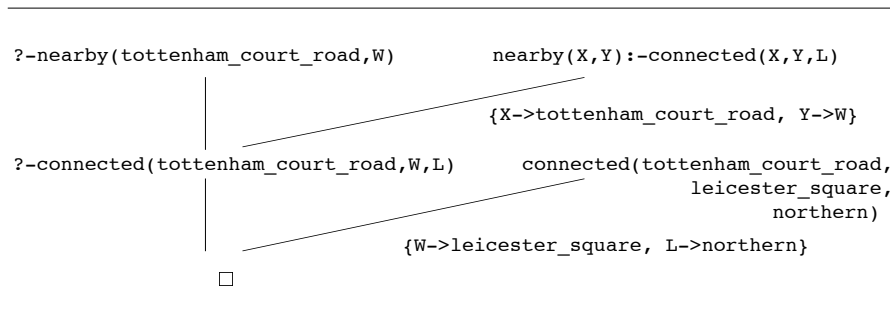 ?-nearby(tottenham_court_road,W) nearby(X,Y):-connected(X,Y,L)
{X->tottenham_court_road, Y->W}
?-connected(tottenham_court_road,W,L) connected(tottenham_court_road,
leicester_square,
northern)
{W->leicester_square, L->northern}